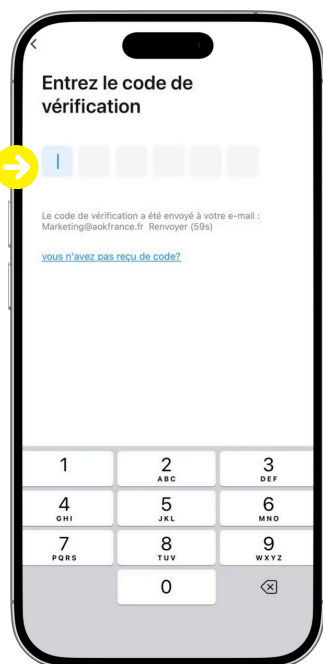 Entrez le code de
vérification
Le code de vérification a été envoyé à votre e-mail :
Marketing@aokfrance.fr Renvoyer (59s)
vous n'avez pas reçu de code?
1
2
ABC
3
DEF
4
GHI
5
JKL
6
MNO
7
PQRS
8
TUV
9
WXYZ
0